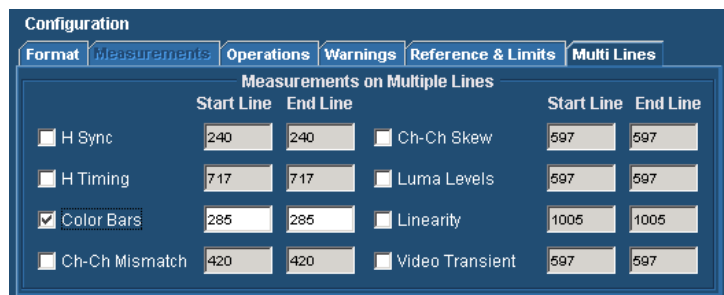 Configuration
Format Measurements Operations Warnings Reference & Limits Multi Lines
Measurements on Multiple Lines
Start Line End Line Start Line End Line
H Sync 240 240 Ch-Ch Skew 597 597
H Timing 717 717 Luma Levels 597 597
Color Bars 285 285 Linearity 1005 1005
Ch-Ch Mismatch 420 420 Video Transient 597 597